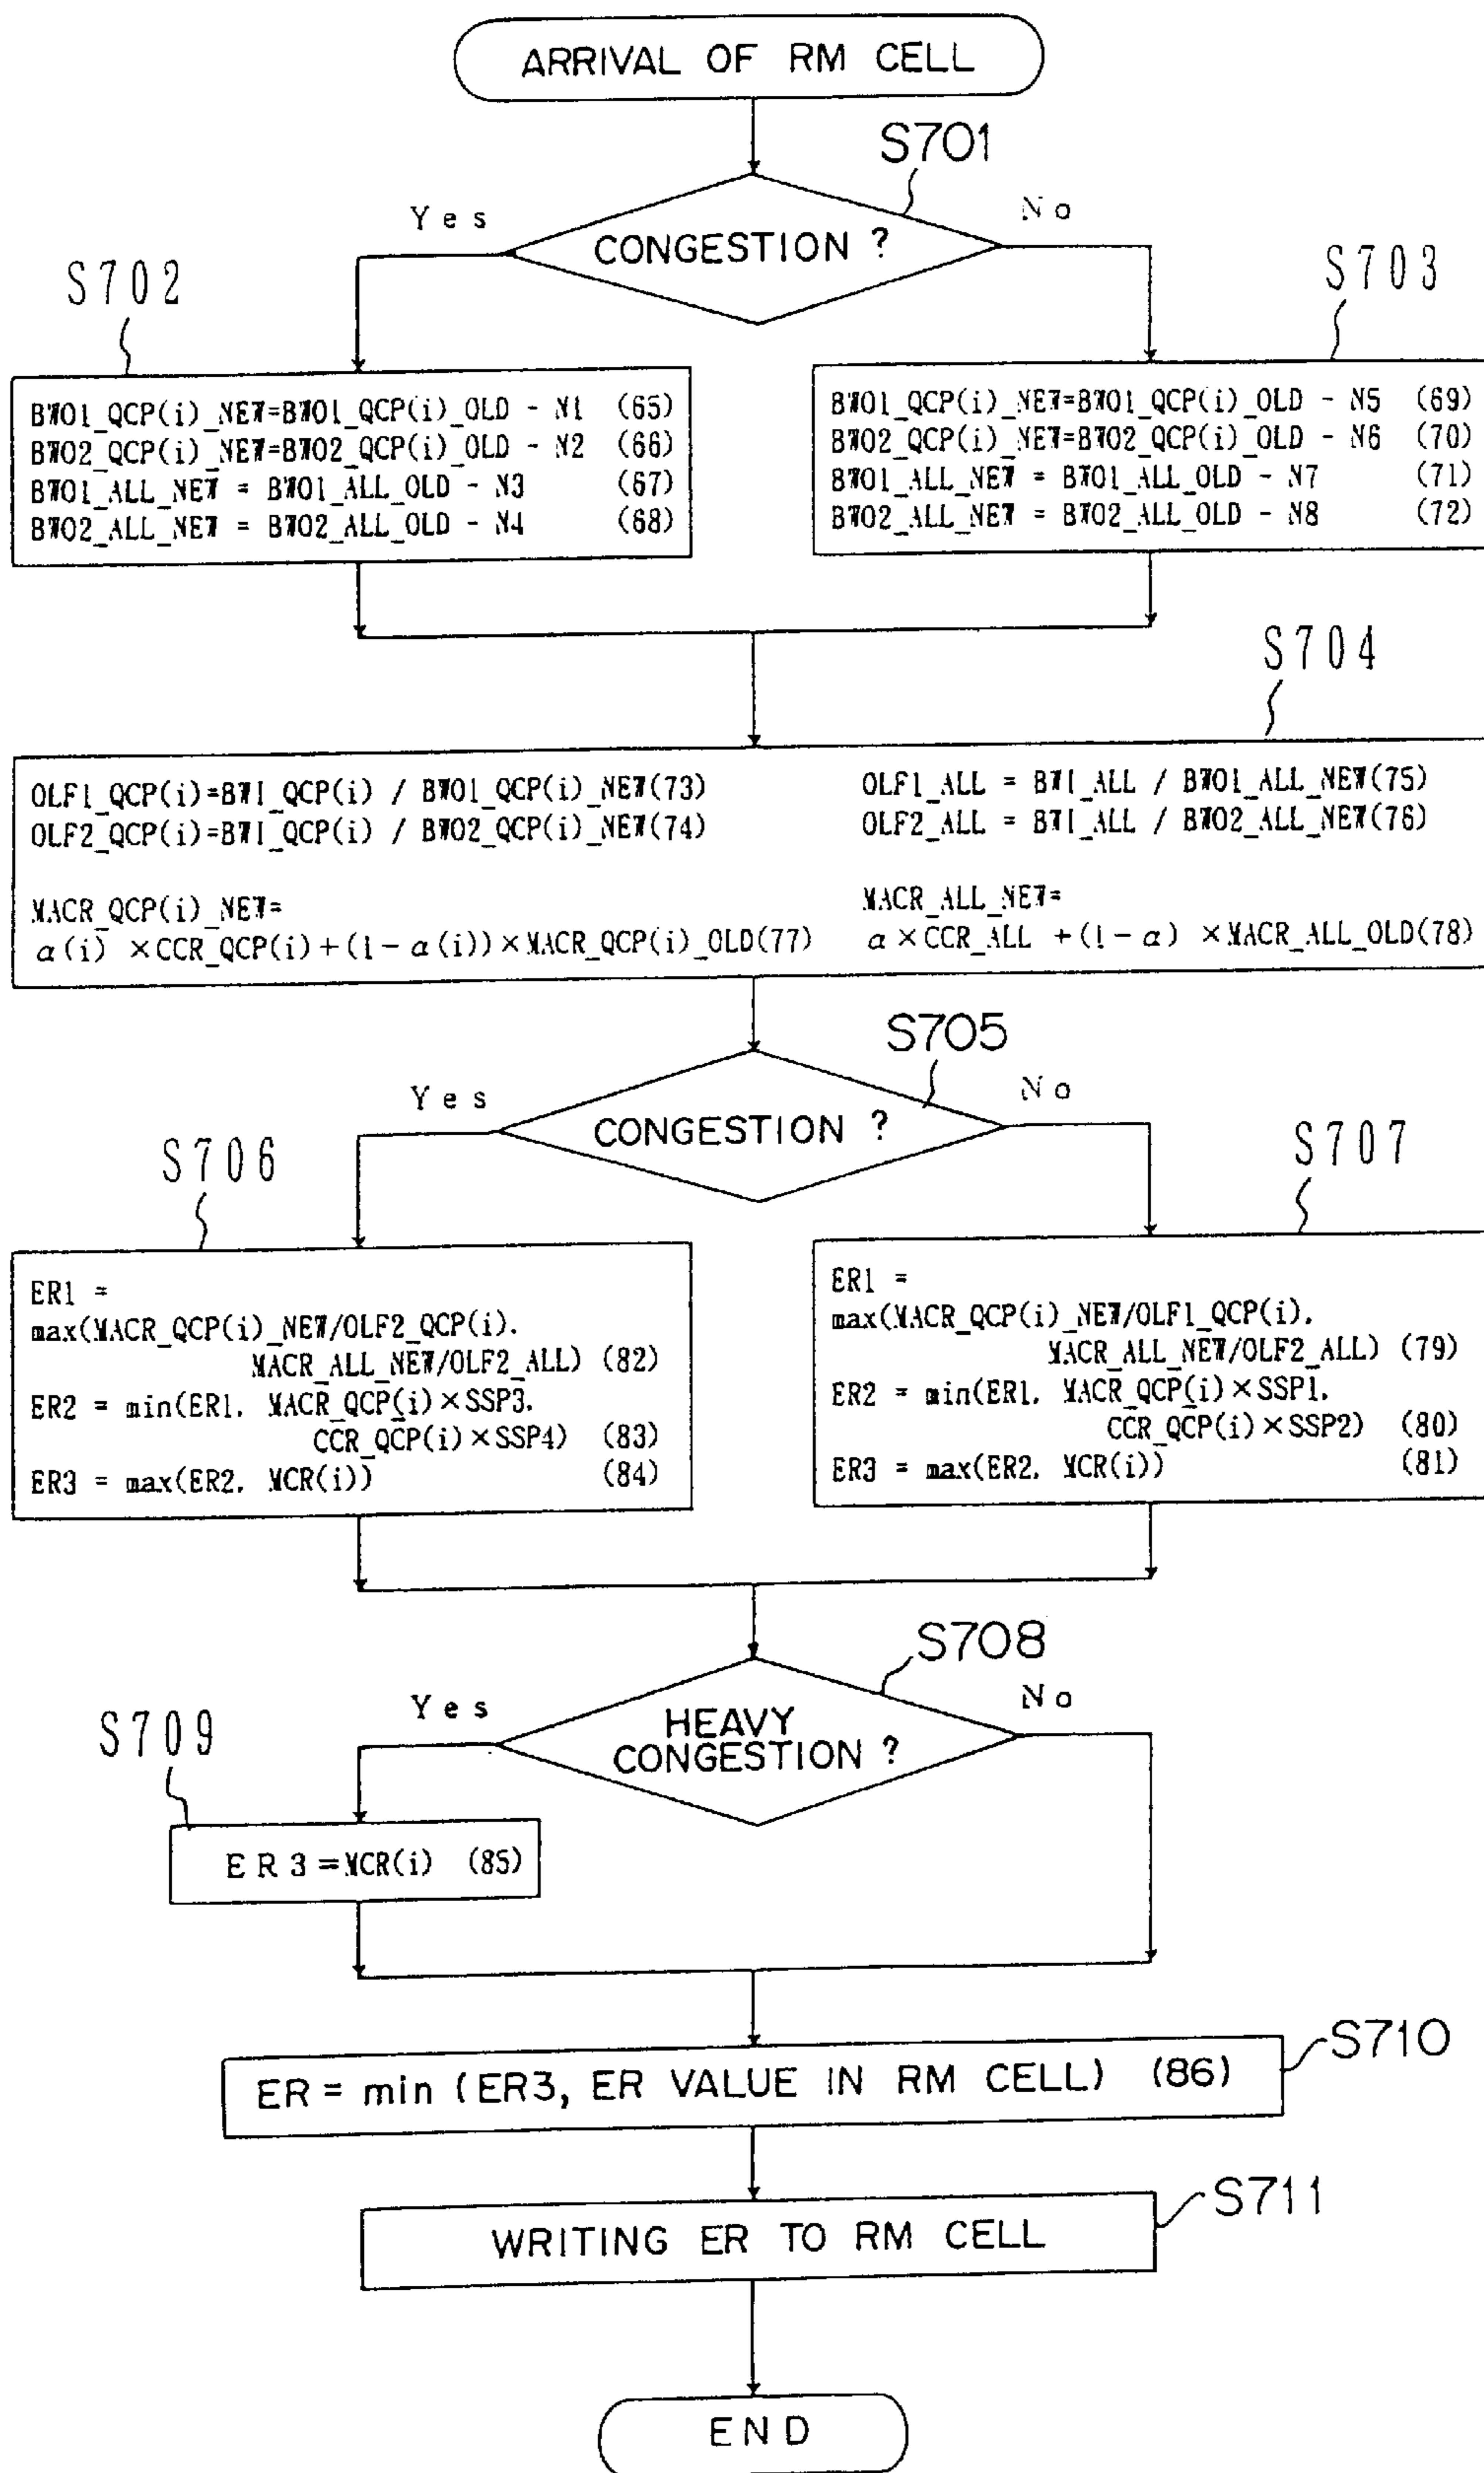 ARRIVAL OF RM CELL
S701
Yes
No
CONGESTION ?
S702
S703
BWO1_QCP(i)_NEW=BWO1_QCP(i)_OLD - N1 (65)
BWO2_QCP(i)_NEW=BWO2_QCP(i)_OLD - N2 (66)
BWO1_ALL_NEW = BWO1_ALL_OLD - N3 (67)
BWO2_ALL_NEW = BWO2_ALL_OLD - N4 (68)
BWO1_QCP(i)_NEW=BWO1_QCP(i)_OLD - N5 (69)
BWO2_QCP(i)_NEW=BWO2_QCP(i)_OLD - N6 (70)
BWO1_ALL_NEW = BWO1_ALL_OLD - N7 (71)
BWO2_ALL_NEW = BWO2_ALL_OLD - N8 (72)
S704
OLF1_QCP(i)=BWI_QCP(i) / BWO1_QCP(i)_NEW(73)
OLF2_QCP(i)=BWI_QCP(i) / BWO2_QCP(i)_NEW(74)
MACR_QCP(i)_NEW=
α(i) ×CCR_QCP(i)+(1-α(i))×MACR_QCP(i)_OLD(77)
OLF1_ALL = BWI_ALL / BWO1_ALL_NEW(75)
OLF2_ALL = BWI_ALL / BWO2_ALL_NEW(76)
MACR_ALL_NEW=
α×CCR_ALL +(1-α) ×MACR_ALL_OLD(78)
S705
Yes
No
CONGESTION ?
S706
S707
ER1 =
max(MACR_QCP(i)_NEW/OLF2_QCP(i).
MACR_ALL_NEW/OLF2_ALL) (82)
ER2 = min(ER1. MACR_QCP(i)×SSP3.
CCR_QCP(i)×SSP4) (83)
ER3 = max(ER2. MCR(i)) (84)
ER1 =
max(MACR_QCP(i)_NEW/OLF1_QCP(i).
MACR_ALL_NEW/OLF2_ALL) (79)
ER2 = min(ER1. MACR_QCP(i)×SSP1.
CCR_QCP(i)×SSP2) (80)
ER3 = max(ER2. MCR(i)) (81)
S708
Yes
No
HEAVY
CONGESTION ?
S709
ER3=MCR(i) (85)
S710
ER = min (ER3, ER VALUE IN RM CELL) (86)
S711
WRITING ER TO RM CELL
END